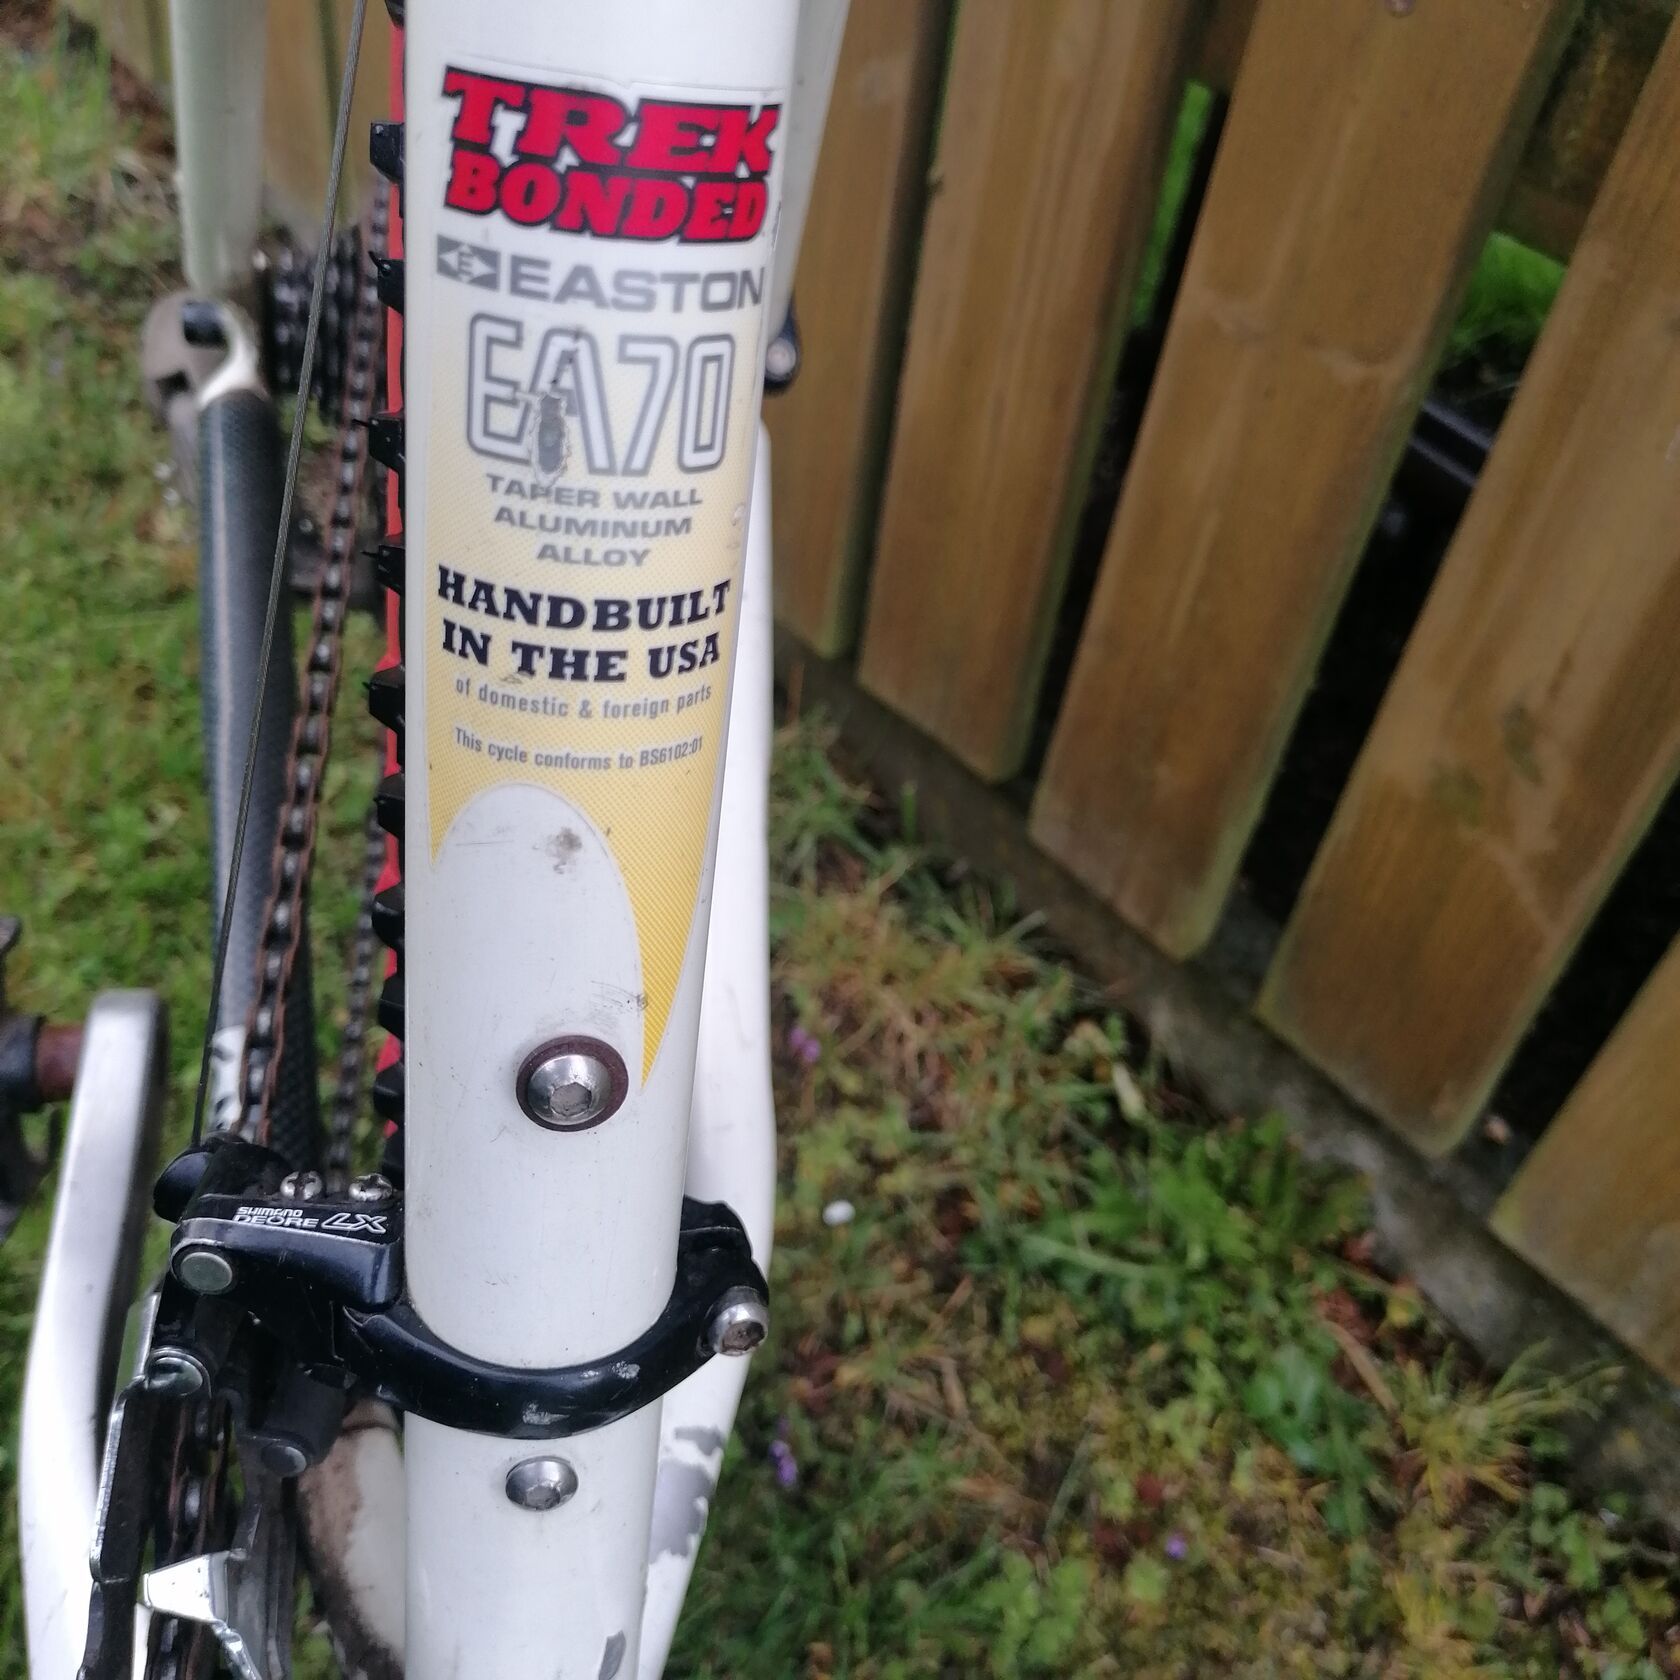 TREK
BONDED
E EASTON
EA70
TAPER WALL
ALUMINUM
ALLOY
HANDBUILT
IN THE USA
of domestic & foreign parts
This cycle conforms to BS6102:01
SHIMANO
DEORE LX